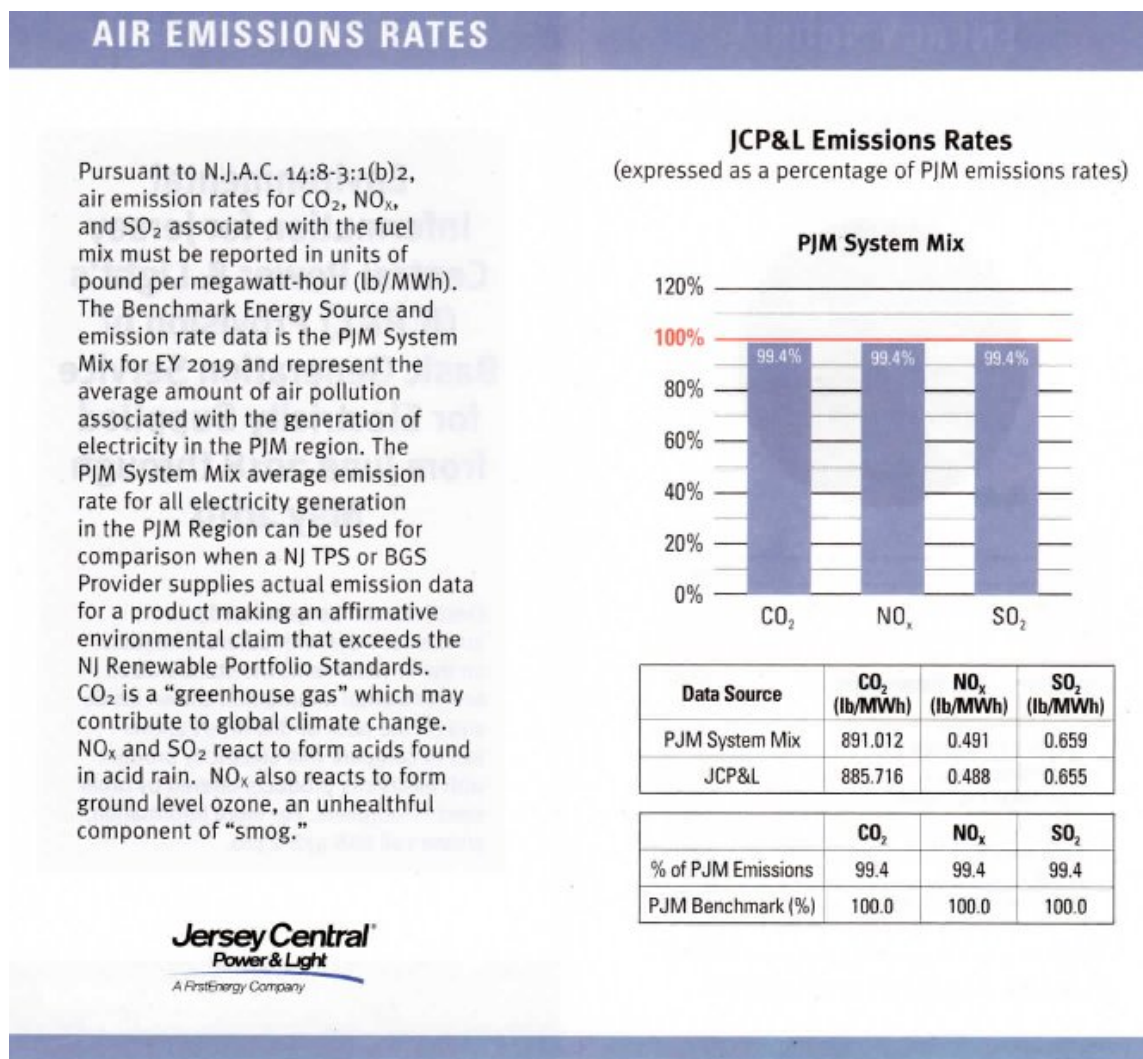 AIR EMISSIONS RATES
Pursuant to N.J.A.C. 14:8-3:1(b)2,
air emission rates for CO₂, NOₓ,
and SO₂ associated with the fuel
mix must be reported in units of
pound per megawatt-hour (lb/MWh).
The Benchmark Energy Source and
emission rate data is the PJM System
Mix for EY 2019 and represent the
average amount of air pollution
associated with the generation of
electricity in the PJM region. The
PJM System Mix average emission
rate for all electricity generation
in the PJM Region can be used for
comparison when a NJ TPS or BGS
Provider supplies actual emission data
for a product making an affirmative
environmental claim that exceeds the
NJ Renewable Portfolio Standards.
CO₂ is a “greenhouse gas” which may
contribute to global climate change.
NOₓ and SO₂ react to form acids found
in acid rain. NOₓ also reacts to form
ground level ozone, an unhealthful
component of “smog.”
Jersey Central®
Power & Light
A FirstEnergy Company
JCP&L Emissions Rates
(expressed as a percentage of PJM emissions rates)
PJM System Mix
120%
100%
99.4% 99.4% 99.4%
80%
60%
40%
20%
0%
CO₂ NOₓ SO₂
Data Source CO₂ (lb/MWh) NOₓ (lb/MWh) SO₂ (lb/MWh)
PJM System Mix 891.012 0.491 0.659
JCP&L 885.716 0.488 0.655
CO₂ NOₓ SO₂
% of PJM Emissions 99.4 99.4 99.4
PJM Benchmark (%) 100.0 100.0 100.0